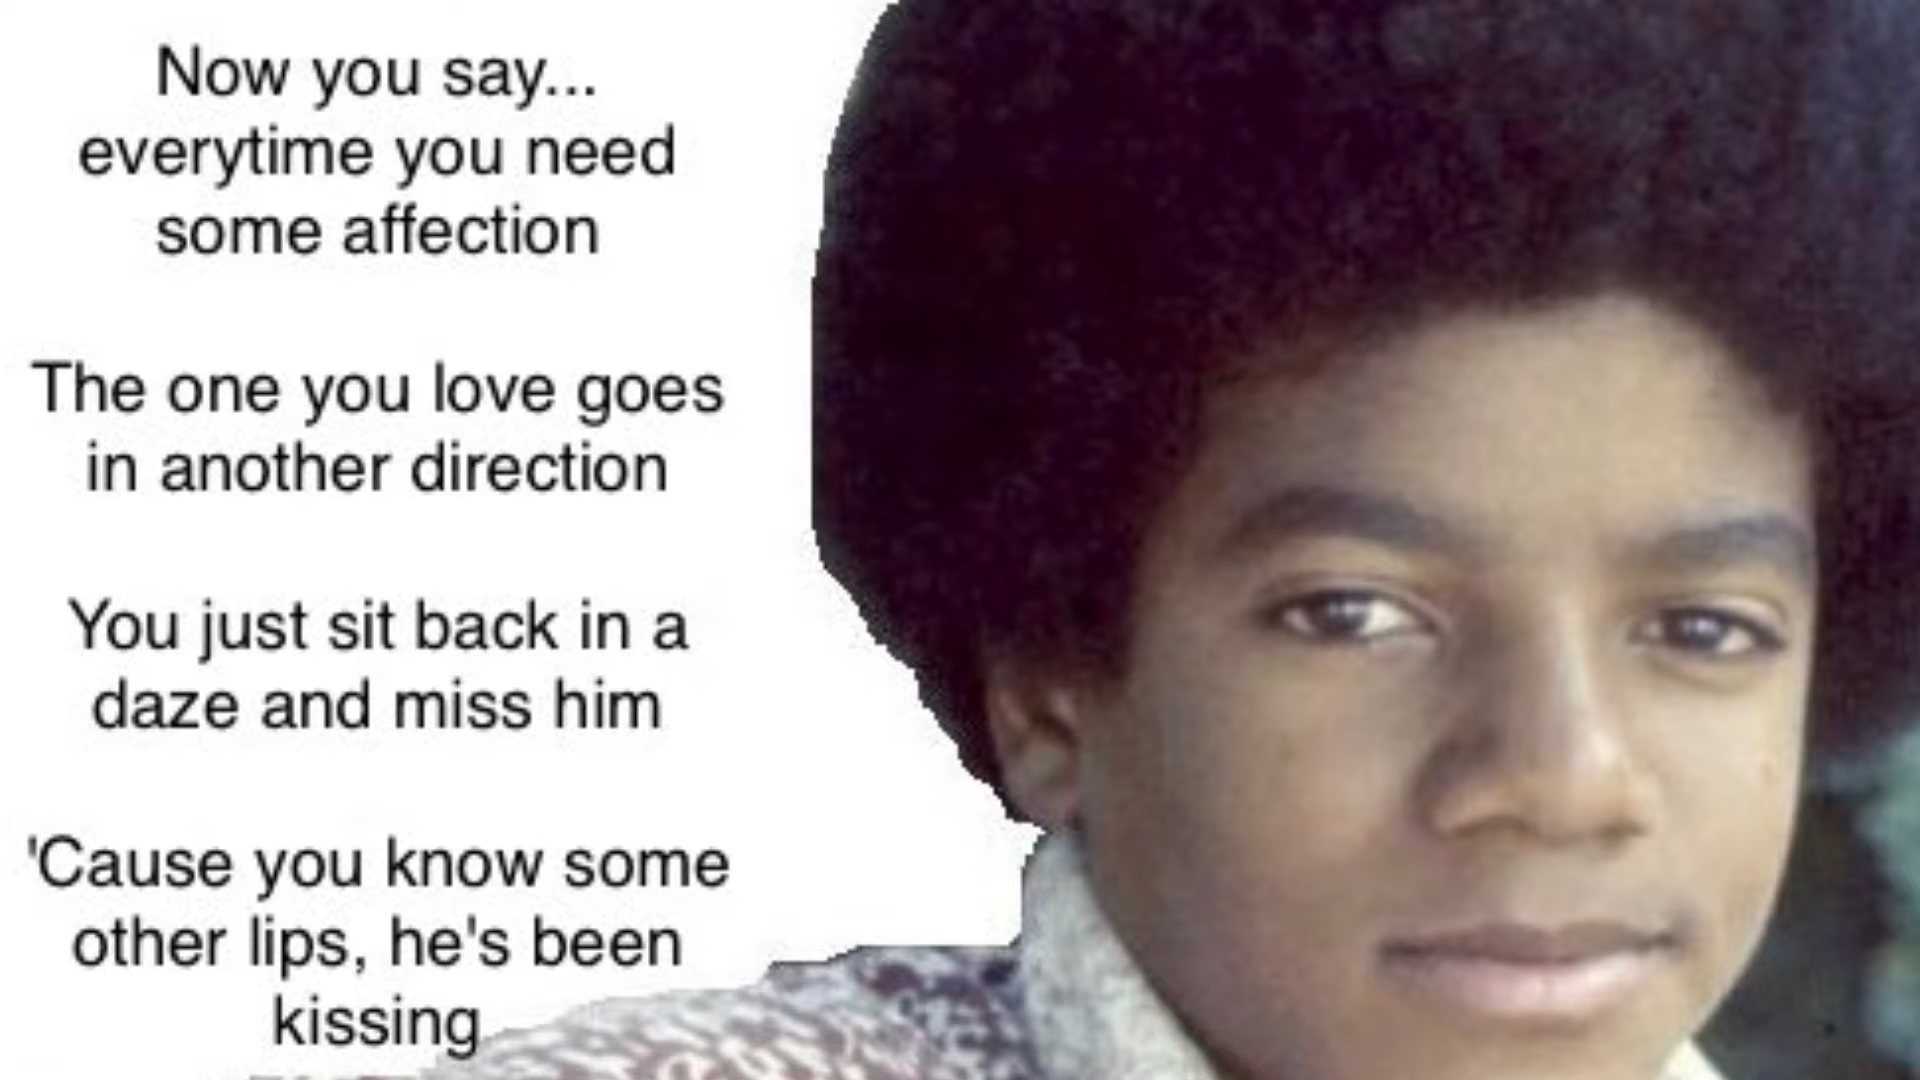 Now you say...
everytime you need
some affection
The one you love goes
in another direction
You just sit back in a
daze and miss him
'Cause you know some
other lips, he's been
kissing